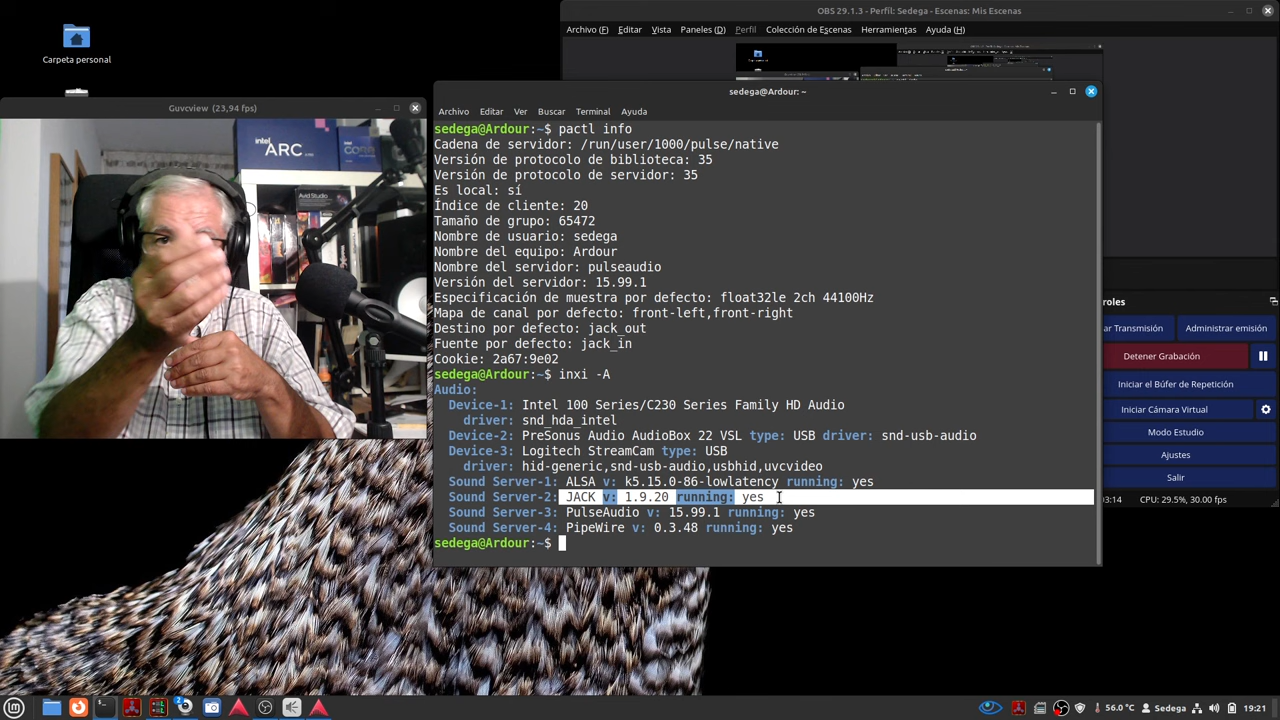 OBS 29.1.3 - Perfil: Sedega - Escenas: Mis Escenas
Archivo (F) Editar Vista Paneles (D) Perfil Colección de Escenas Herramientas Ayuda (H)
Carpeta personal
Guvcview (23,94 fps)
intel
ARC
intel
CORE
Avid Studio
sedega@Ardour: ~
Archivo Editar Ver Buscar Terminal Ayuda
sedega@Ardour:~$ pactl info
Cadena de servidor: /run/user/1000/pulse/native
Versión de protocolo de biblioteca: 35
Versión de protocolo de servidor: 35
Es local: sí
Índice de cliente: 20
Tamaño de grupo: 65472
Nombre de usuario: sedega
Nombre del equipo: Ardour
Nombre del servidor: pulseaudio
Versión del servidor: 15.99.1
Especificación de muestra por defecto: float32le 2ch 44100Hz
Mapa de canal por defecto: front-left,front-right
Destino por defecto: jack_out
Fuente por defecto: jack_in
Cookie: 2a67:9e02
sedega@Ardour:~$ inxi -A
Audio:
Device-1: Intel 100 Series/C230 Series Family HD Audio
driver: snd_hda_intel
Device-2: PreSonus Audio AudioBox 22 VSL type: USB driver: snd-usb-audio
Device-3: Logitech StreamCam type: USB
driver: hid-generic,snd-usb-audio,usbhid,uvcvideo
Sound Server-1: ALSA v: k5.15.0-86-lowlatency running: yes
Sound Server-2: JACK v: 1.9.20 running: yes
Sound Server-3: PulseAudio v: 15.99.1 running: yes
Sound Server-4: PipeWire v: 0.3.48 running: yes
sedega@Ardour:~$
roles
ar Transmisión Administrar emisión
Detener Grabación
Iniciar el Búfer de Repetición
Iniciar Cámara Virtual
Modo Estudio
Ajustes
Salir
03:14 CPU: 29.5%, 30.00 fps
2
56.0 °C Sedega 19:21